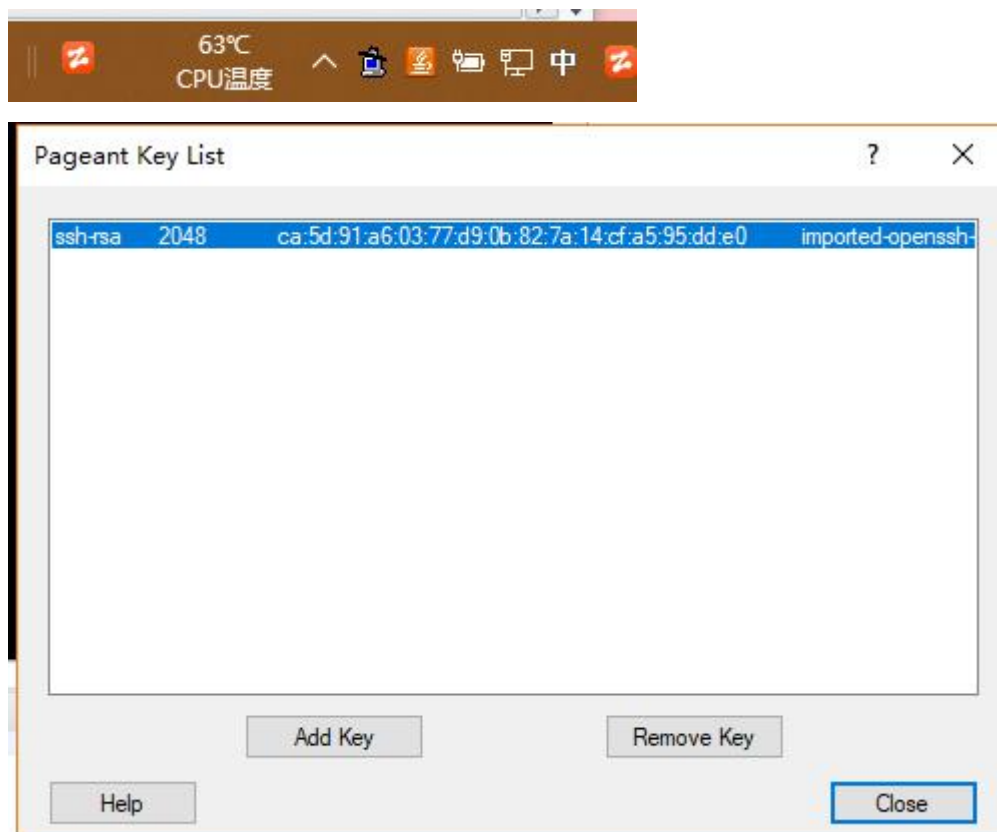 63℃
CPU温度
中
Pageant Key List
ssh-rsa 2048 ca:5d:91:a6:03:77:d9:0b:82:7a:14:cf:a5:95:dd:e0 imported-openssh-
Add Key Remove Key
Help Close